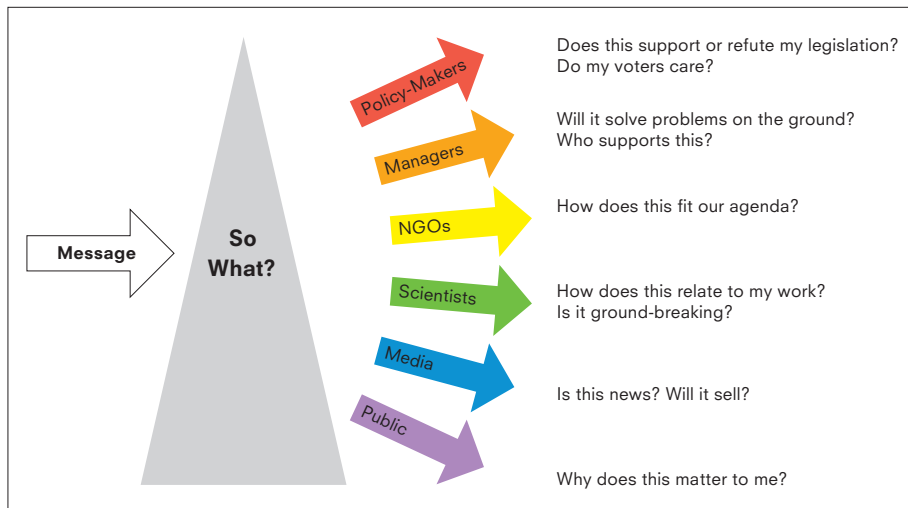 Message
So
What?
Policy-Makers
Does this support or refute my legislation?
Do my voters care?
Managers
Will it solve problems on the ground?
Who supports this?
NGOs
How does this fit our agenda?
Scientists
How does this relate to my work?
Is it ground-breaking?
Media
Is this news? Will it sell?
Public
Why does this matter to me?